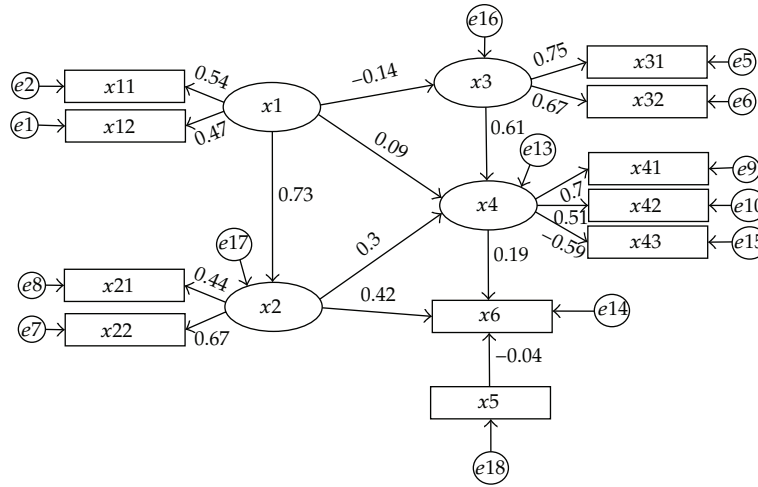 e16
x31
e5
0.75
e2
x11
0.54
−0.14
x3
0.67
x32
e6
x1
e1
x12
0.47
0.61
e13
0.09
x41
e9
0.7
0.73
x4
x42
e10
0.51
x43
e15
−0.59
e17
0.3
0.19
e8
x21
0.44
x2
0.42
x6
e14
e7
x22
0.67
−0.04
x5
e18